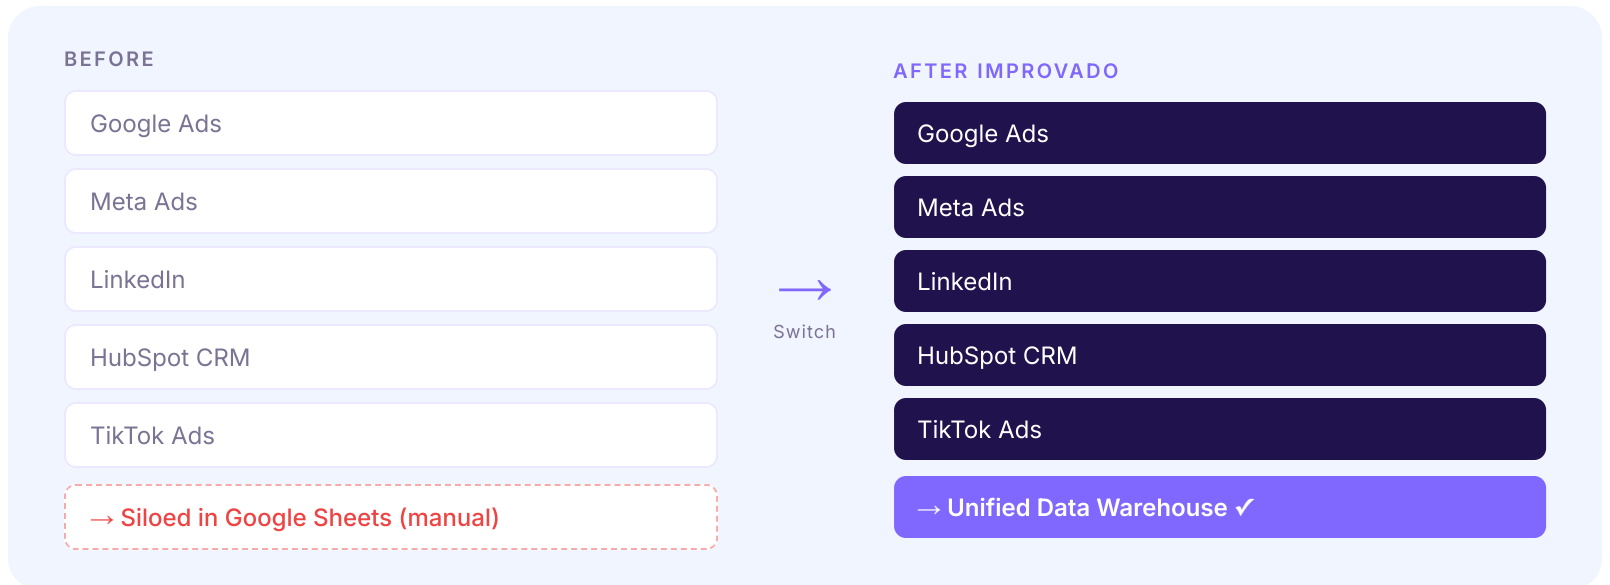 BEFORE
Google Ads
Meta Ads
LinkedIn
HubSpot CRM
TikTok Ads
→ Siloed in Google Sheets (manual)
→
Switch
AFTER IMPROVADO
Google Ads
Meta Ads
LinkedIn
HubSpot CRM
TikTok Ads
→ Unified Data Warehouse ✓